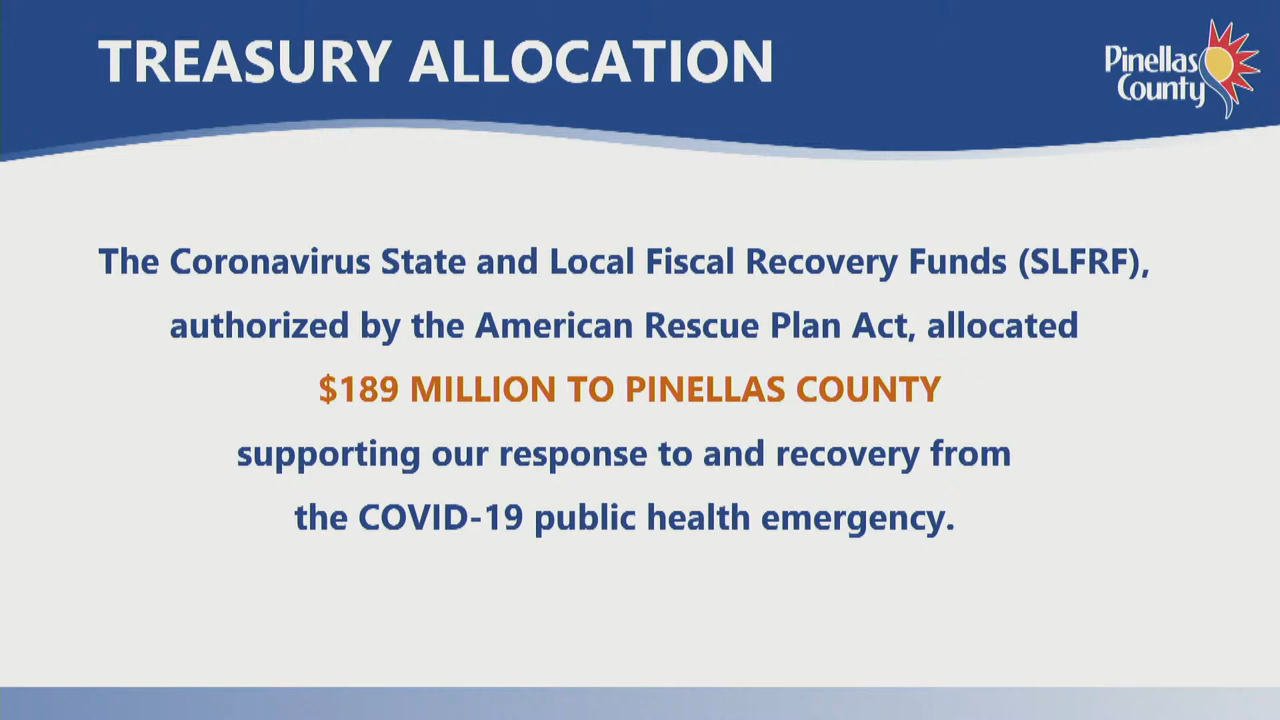 TREASURY ALLOCATION
Pinellas
County
The Coronavirus State and Local Fiscal Recovery Funds (SLFRF),
authorized by the American Rescue Plan Act, allocated
$189 MILLION TO PINELLAS COUNTY
supporting our response to and recovery from
the COVID-19 public health emergency.